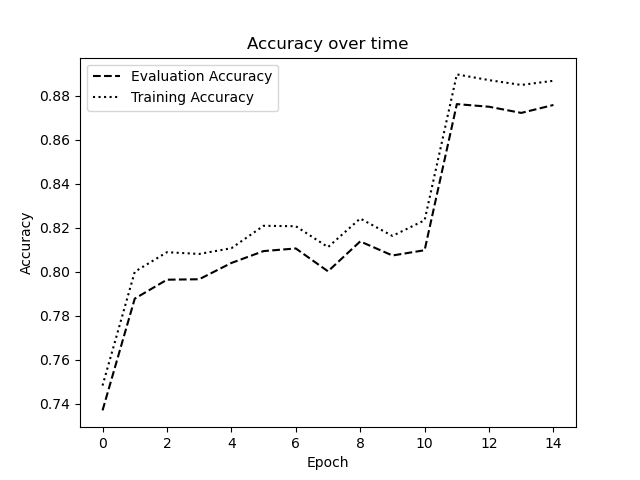 Accuracy over time
Evaluation Accuracy
Training Accuracy
0.88
0.86
0.84
0.82
0.80
0.78
0.76
0.74
Accuracy
0 2 4 6 8 10 12 14
Epoch